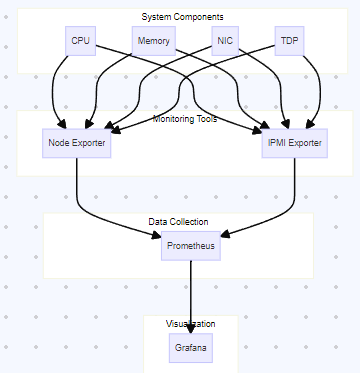 System Components
CPU
Memory
NIC
TDP
Monitoring Tools
Node Exporter
IPMI Exporter
Data Collection
Prometheus
Visualization
Grafana